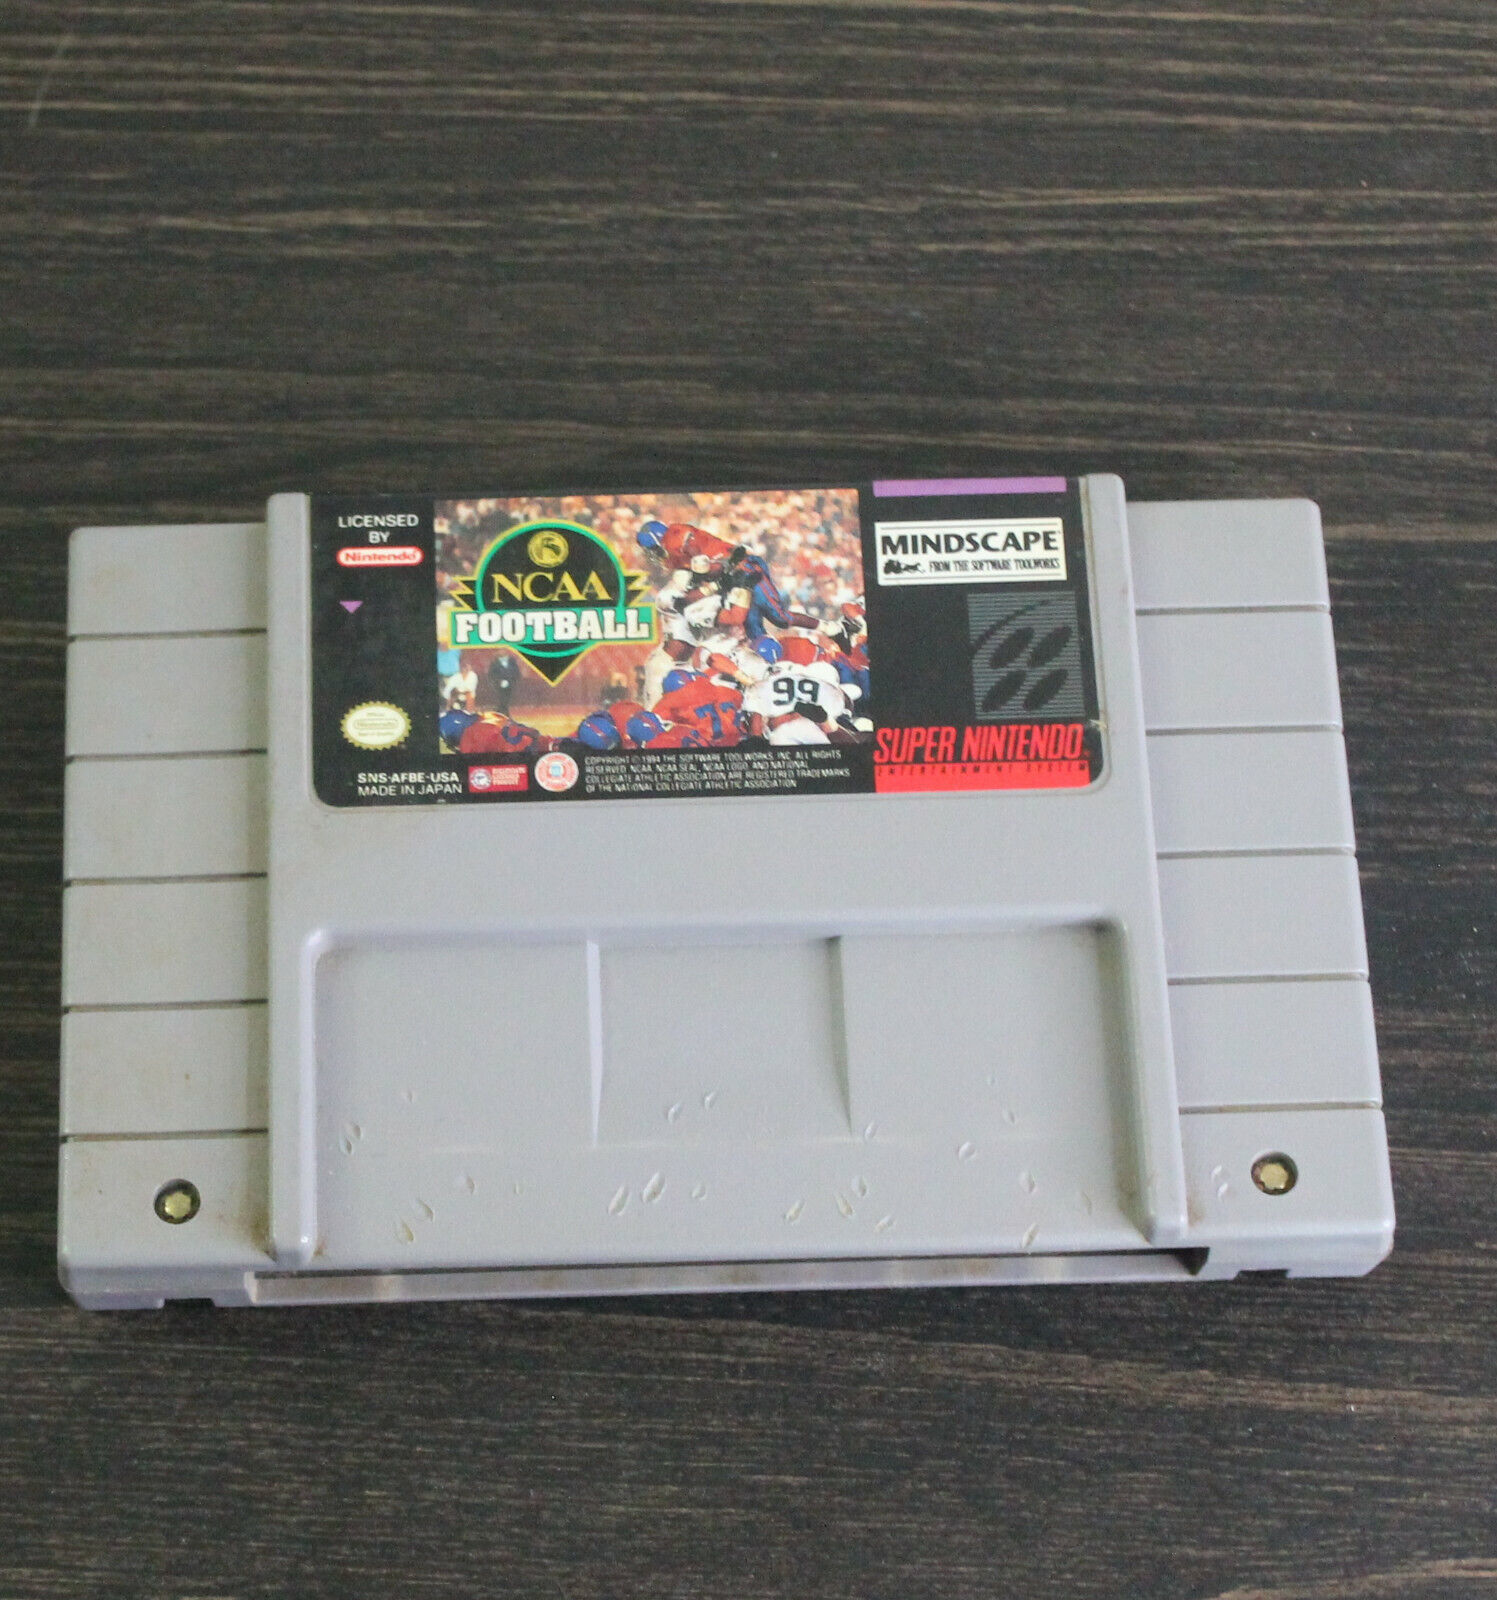 LICENSED
BY
Nintendo
NCAA
FOOTBALL
99
77
MINDSCAPE
FROM THE SOFTWARE TOOLWORKS
SUPER NINTENDO
ENTERTAINMENT SYSTEM
SNS-AFBE-USA
MADE IN JAPAN
COPYRIGHT © 1994 THE SOFTWARE TOOLWORKS, INC. ALL RIGHTS
RESERVED. NCAA, NCAA SEAL, NCAA LOGO, AND NATIONAL
COLLEGIATE ATHLETIC ASSOCIATION ARE REGISTERED TRADEMARKS
OF THE NATIONAL COLLEGIATE ATHLETIC ASSOCIATION